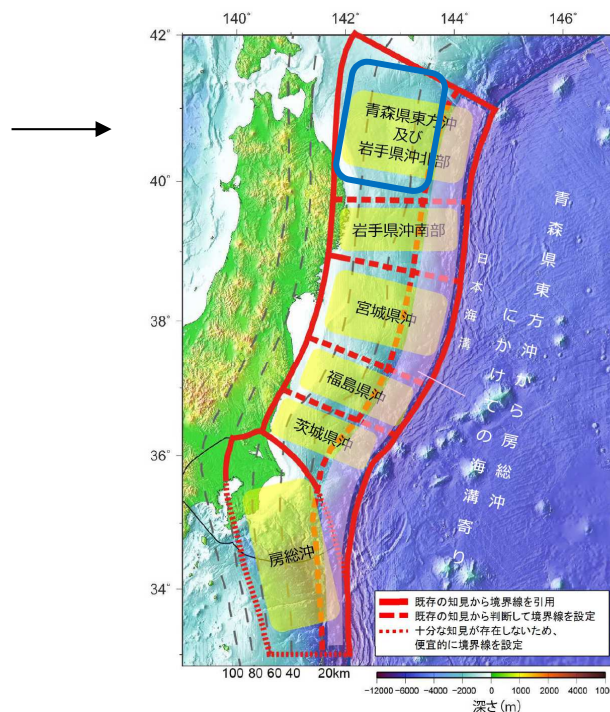 140° 142° 144° 146°
42°
40°
38°
36°
34°
青森県東方沖
及び
岩手県沖北部
岩手県沖南部
宮城県沖
福島県沖
茨城県沖
房総沖
日本海溝
青森県東方沖から房総沖
にかけての海溝寄り
既存の知見から境界線を引用
既存の知見から判断して境界線を設定
十分な知見が存在しないため、
便宜的に境界線を設定
100 80 60 40 20km
-12000 -6000 -4000 -2000 0 2000 4000 6000
深さ(m)